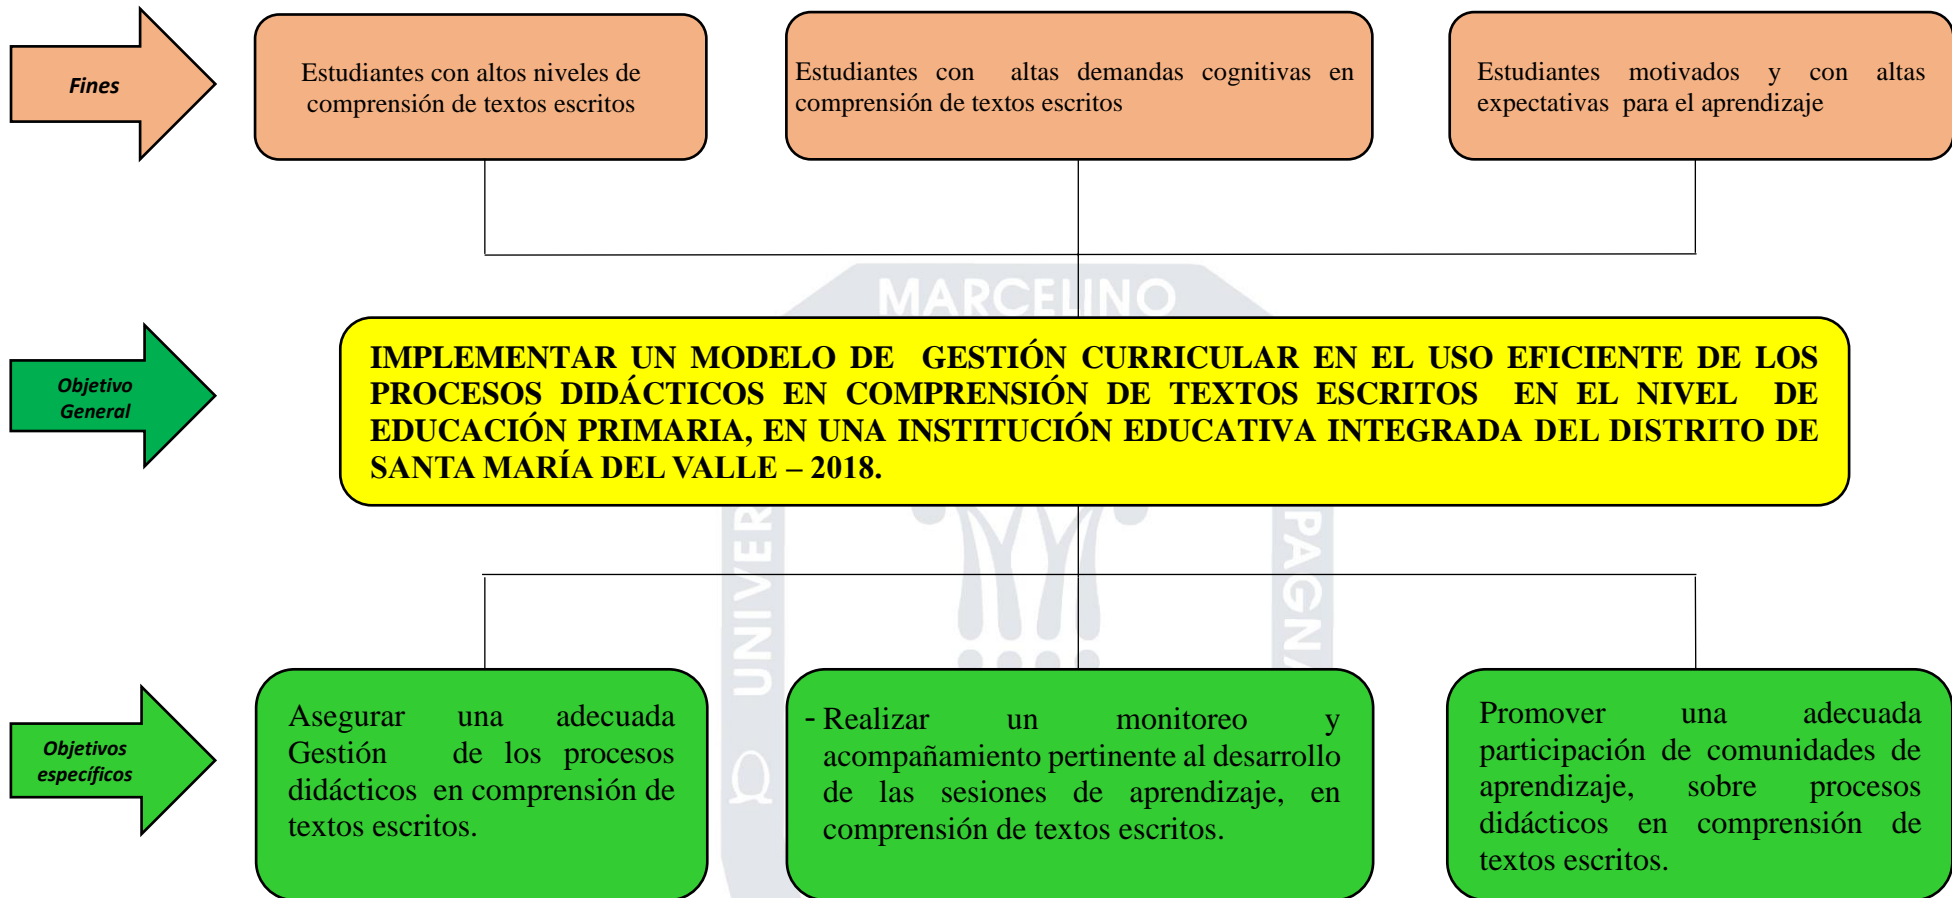 Fines
Estudiantes con altos niveles de
comprensión de textos escritos
Estudiantes con altas demandas cognitivas en
comprensión de textos escritos
Estudiantes motivados y con altas
expectativas para el aprendizaje
MARCELINO
Objetivo
General
IMPLEMENTAR UN MODELO DE GESTIÓN CURRICULAR EN EL USO EFICIENTE DE LOS
PROCESOS DIDÁCTICOS EN COMPRENSIÓN DE TEXTOS ESCRITOS EN EL NIVEL DE
EDUCACIÓN PRIMARIA, EN UNA INSTITUCIÓN EDUCATIVA INTEGRADA DEL DISTRITO DE
SANTA MARÍA DEL VALLE – 2018.
UNIVER
PAGNA
Ω
Objetivos
específicos
Asegurar una adecuada
Gestión de los procesos
didácticos en comprensión de
textos escritos.
- Realizar un monitoreo y
acompañamiento pertinente al desarrollo
de las sesiones de aprendizaje, en
comprensión de textos escritos.
Promover una adecuada
participación de comunidades de
aprendizaje, sobre procesos
didácticos en comprensión de
textos escritos.